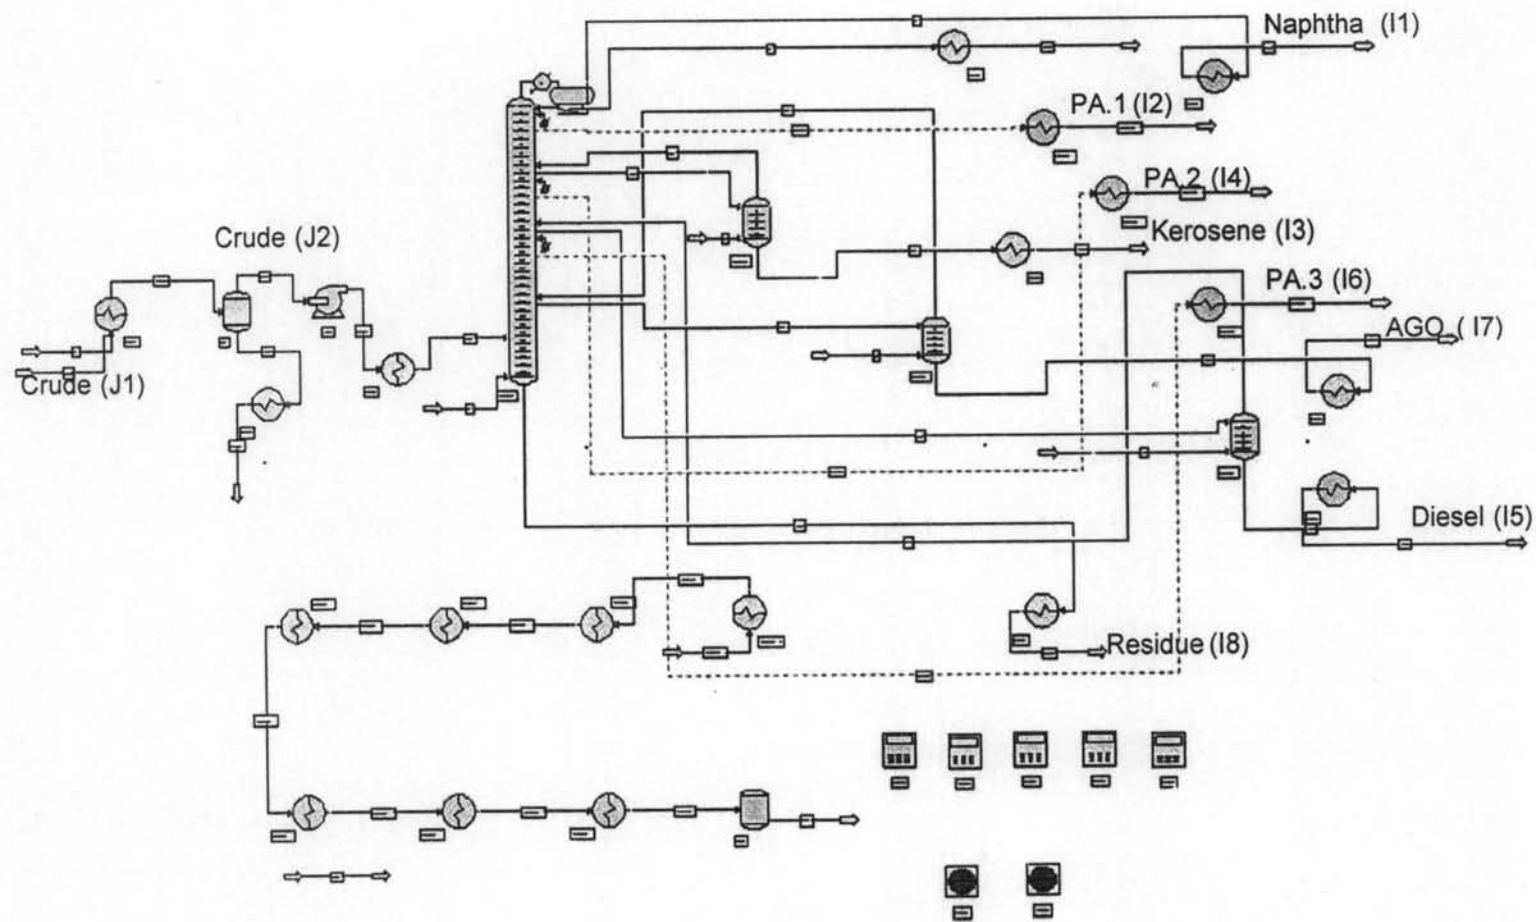 Naphtha (I1)
PA.1 (I2)
PA.2 (I4)
Kerosene (I3)
Crude (J2)
PA.3 (I6)
AGO (I7)
Crude (J1)
Diesel (I5)
Residue (I8)